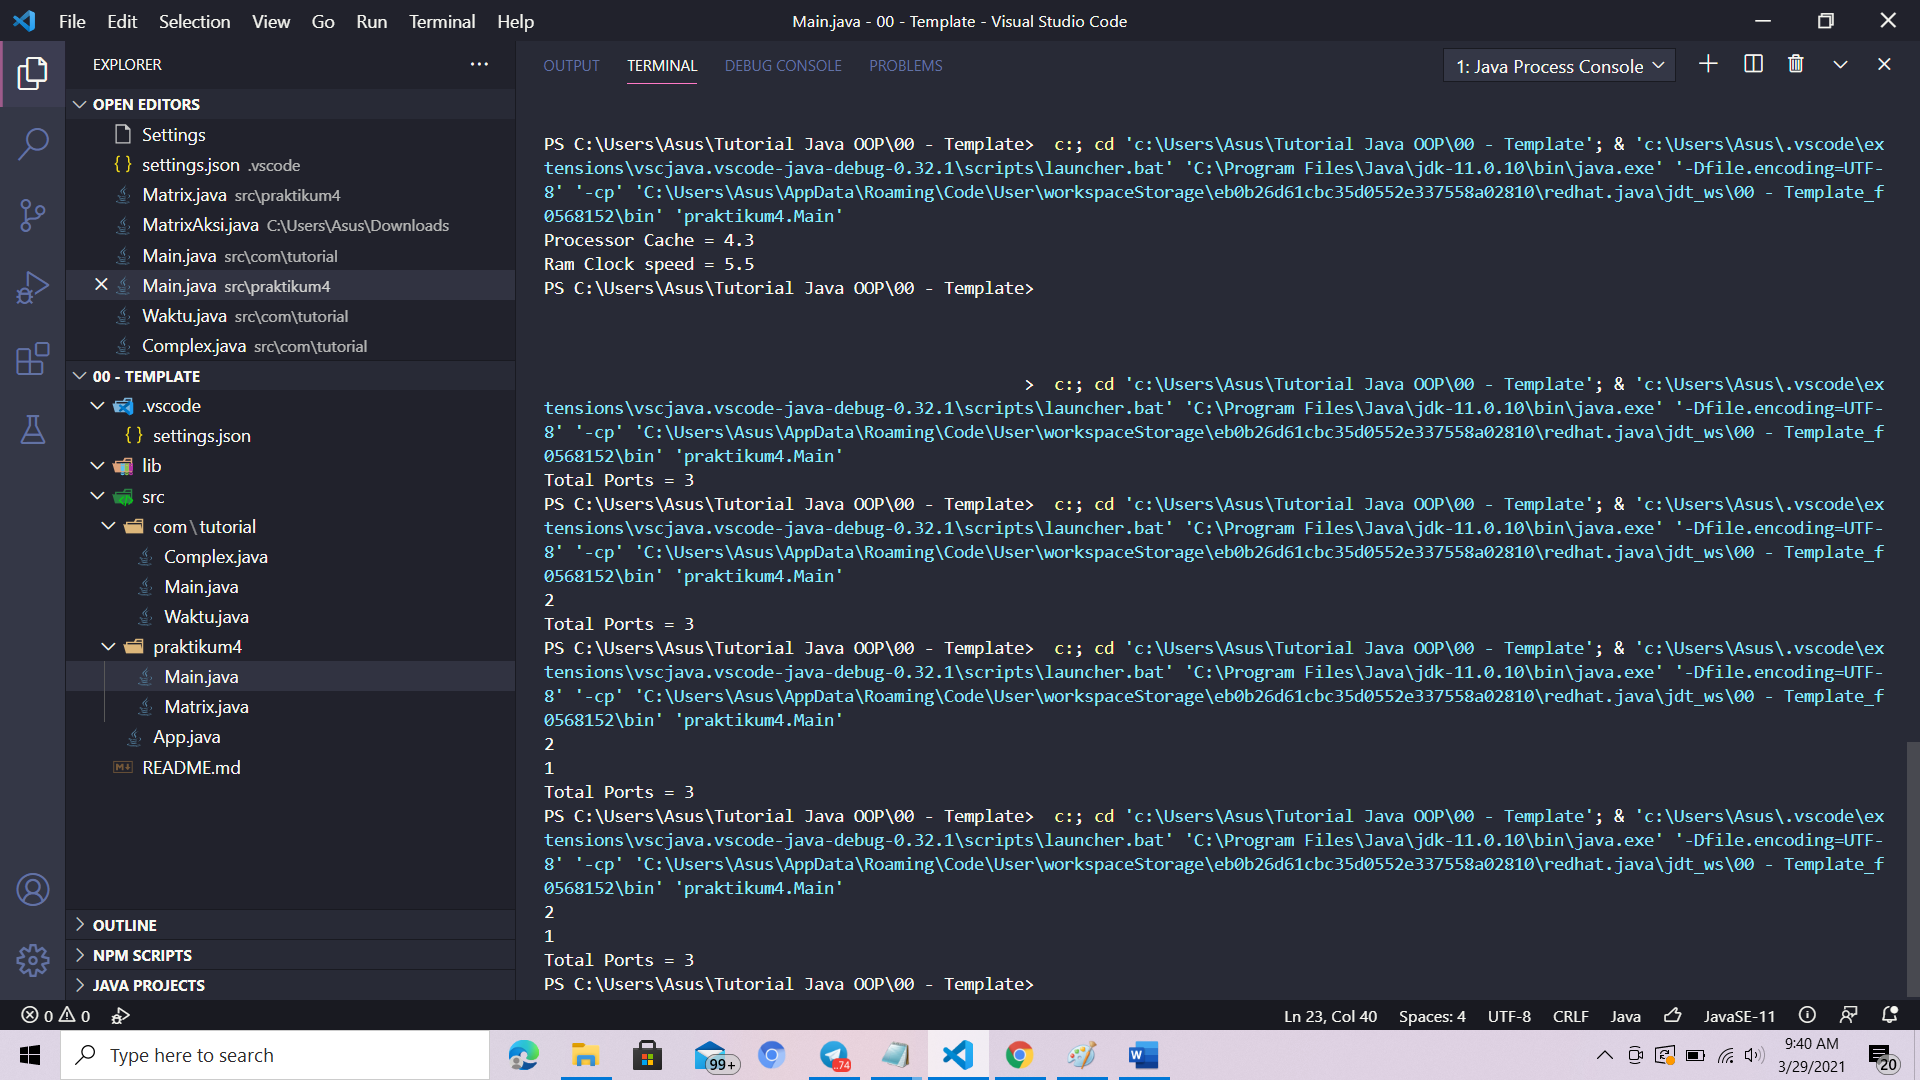 File Edit Selection View Go Run Terminal Help
Main.java - 00 - Template - Visual Studio Code
EXPLORER
OPEN EDITORS
Settings
{} settings.json .vscode
Matrix.java src\praktikum4
MatrixAksi.java C:\Users\Asus\Downloads
Main.java src\com\tutorial
Main.java src\praktikum4
Waktu.java src\com\tutorial
Complex.java src\com\tutorial
00 - TEMPLATE
.vscode
{} settings.json
lib
src
com\tutorial
Complex.java
Main.java
Waktu.java
praktikum4
Main.java
Matrix.java
App.java
README.md
OUTLINE
NPM SCRIPTS
JAVA PROJECTS
OUTPUT TERMINAL DEBUG CONSOLE PROBLEMS
1: Java Process Console
PS C:\Users\Asus\Tutorial Java OOP\00 - Template>  c:; cd 'c:\Users\Asus\Tutorial Java OOP\00 - Template'; & 'c:\Users\Asus\.vscode\ex
tensions\vscjava.vscode-java-debug-0.32.1\scripts\launcher.bat' 'C:\Program Files\Java\jdk-11.0.10\bin\java.exe' '-Dfile.encoding=UTF-
8' '-cp' 'C:\Users\Asus\AppData\Roaming\Code\User\workspaceStorage\eb0b26d61cbc35d0552e337558a02810\redhat.java\jdt_ws\00 - Template_f
0568152\bin' 'praktikum4.Main'
Processor Cache = 4.3
Ram Clock speed = 5.5
PS C:\Users\Asus\Tutorial Java OOP\00 - Template>
>  c:; cd 'c:\Users\Asus\Tutorial Java OOP\00 - Template'; & 'c:\Users\Asus\.vscode\ex
tensions\vscjava.vscode-java-debug-0.32.1\scripts\launcher.bat' 'C:\Program Files\Java\jdk-11.0.10\bin\java.exe' '-Dfile.encoding=UTF-
8' '-cp' 'C:\Users\Asus\AppData\Roaming\Code\User\workspaceStorage\eb0b26d61cbc35d0552e337558a02810\redhat.java\jdt_ws\00 - Template_f
0568152\bin' 'praktikum4.Main'
Total Ports = 3
PS C:\Users\Asus\Tutorial Java OOP\00 - Template>  c:; cd 'c:\Users\Asus\Tutorial Java OOP\00 - Template'; & 'c:\Users\Asus\.vscode\ex
tensions\vscjava.vscode-java-debug-0.32.1\scripts\launcher.bat' 'C:\Program Files\Java\jdk-11.0.10\bin\java.exe' '-Dfile.encoding=UTF-
8' '-cp' 'C:\Users\Asus\AppData\Roaming\Code\User\workspaceStorage\eb0b26d61cbc35d0552e337558a02810\redhat.java\jdt_ws\00 - Template_f
0568152\bin' 'praktikum4.Main'
2
Total Ports = 3
PS C:\Users\Asus\Tutorial Java OOP\00 - Template>  c:; cd 'c:\Users\Asus\Tutorial Java OOP\00 - Template'; & 'c:\Users\Asus\.vscode\ex
tensions\vscjava.vscode-java-debug-0.32.1\scripts\launcher.bat' 'C:\Program Files\Java\jdk-11.0.10\bin\java.exe' '-Dfile.encoding=UTF-
8' '-cp' 'C:\Users\Asus\AppData\Roaming\Code\User\workspaceStorage\eb0b26d61cbc35d0552e337558a02810\redhat.java\jdt_ws\00 - Template_f
0568152\bin' 'praktikum4.Main'
2
1
Total Ports = 3
PS C:\Users\Asus\Tutorial Java OOP\00 - Template>  c:; cd 'c:\Users\Asus\Tutorial Java OOP\00 - Template'; & 'c:\Users\Asus\.vscode\ex
tensions\vscjava.vscode-java-debug-0.32.1\scripts\launcher.bat' 'C:\Program Files\Java\jdk-11.0.10\bin\java.exe' '-Dfile.encoding=UTF-
8' '-cp' 'C:\Users\Asus\AppData\Roaming\Code\User\workspaceStorage\eb0b26d61cbc35d0552e337558a02810\redhat.java\jdt_ws\00 - Template_f
0568152\bin' 'praktikum4.Main'
2
1
Total Ports = 3
PS C:\Users\Asus\Tutorial Java OOP\00 - Template>
0 0
Ln 23, Col 40 Spaces: 4 UTF-8 CRLF Java JavaSE-11
Type here to search
99+
..74
W
9:40 AM
3/29/2021
20